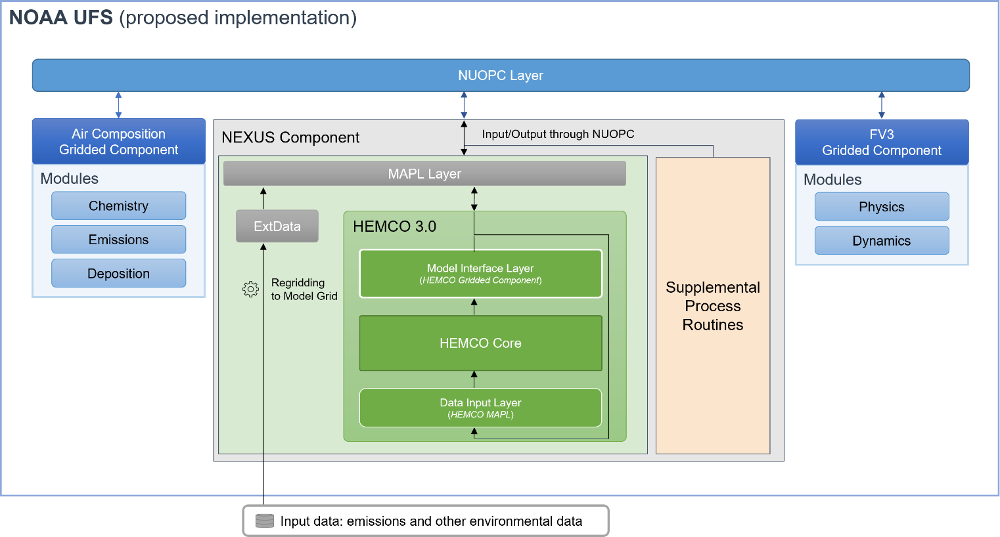 NOAA UFS (proposed implementation)
NUOPC Layer
Air Composition
Gridded Component
Modules
Chemistry
Emissions
Deposition
NEXUS Component
Input/Output through NUOPC
MAPL Layer
ExtData
Regridding
to Model Grid
HEMCO 3.0
Model Interface Layer
(HEMCO Gridded Component)
HEMCO Core
Data Input Layer
(HEMCO MAPL)
Supplemental
Process
Routines
FV3
Gridded Component
Modules
Physics
Dynamics
Input data: emissions and other environmental data